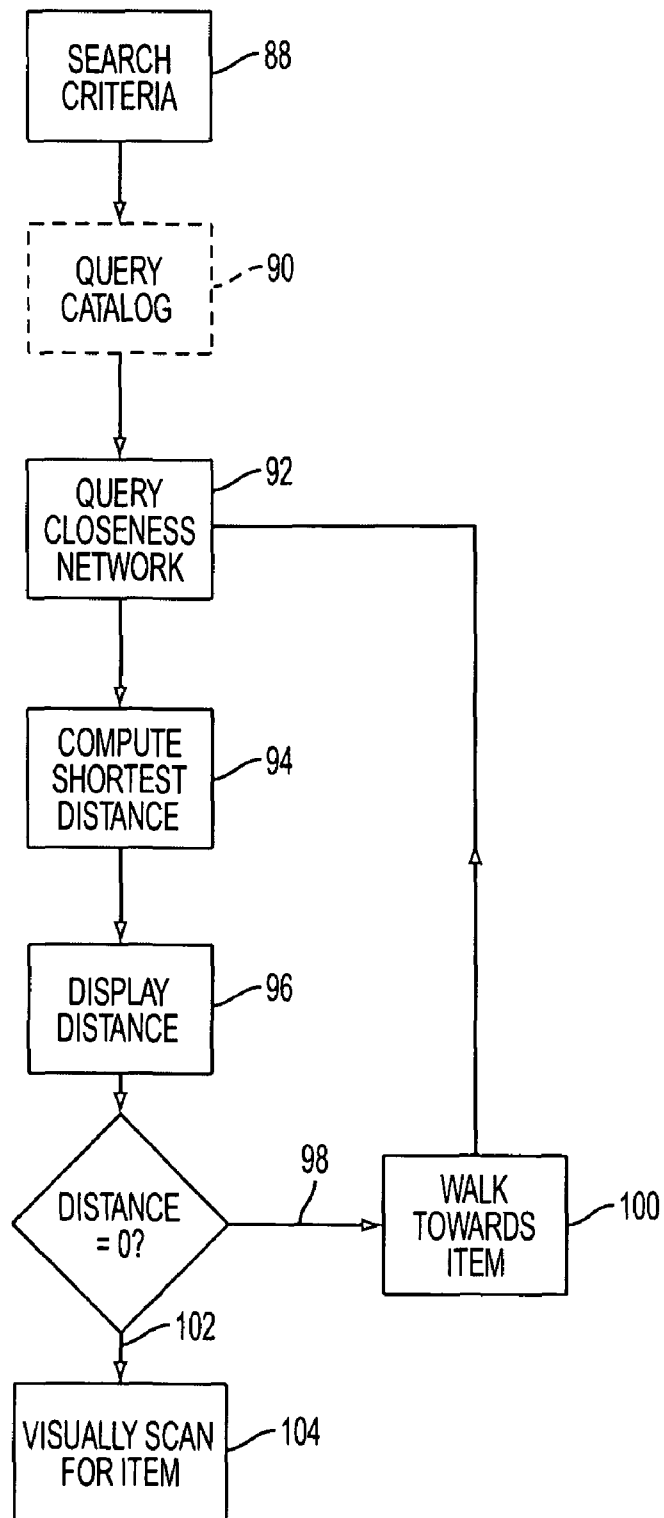 SEARCH
CRITERIA
88
QUERY
CATALOG
90
QUERY
CLOSENESS
NETWORK
92
COMPUTE
SHORTEST
DISTANCE
94
DISPLAY
DISTANCE
96
DISTANCE
= 0?
98
WALK
TOWARDS
ITEM
100
102
VISUALLY SCAN
FOR ITEM
104